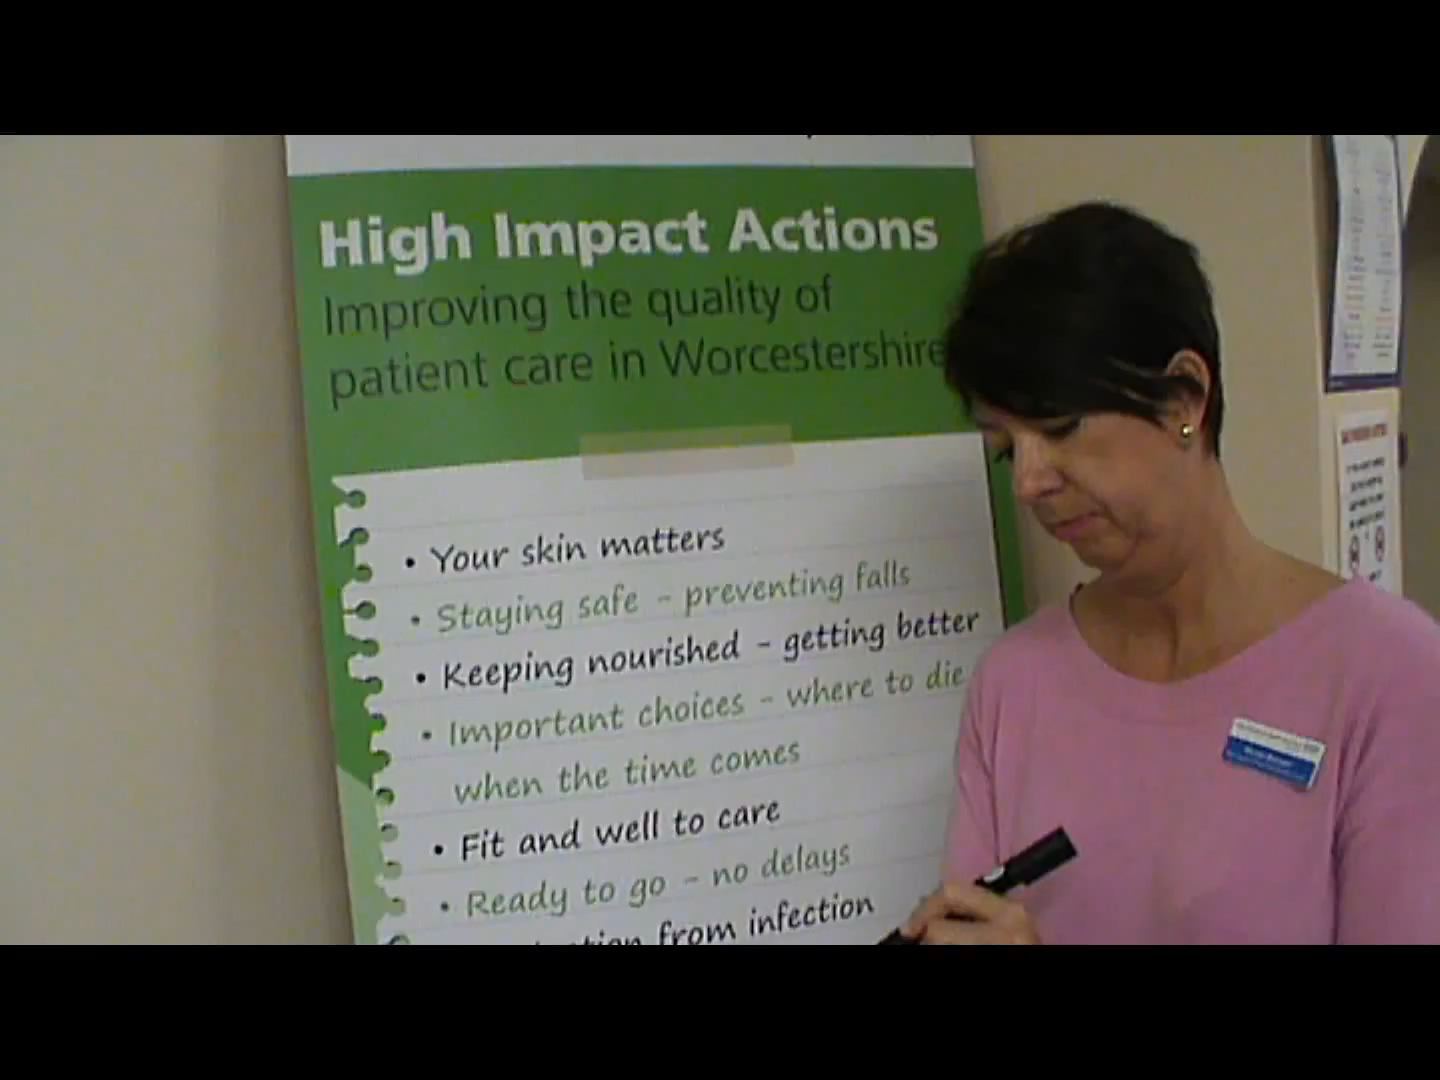 High Impact Actions
Improving the quality of
patient care in Worcestershire
• Your skin matters
• Staying safe - preventing falls
• Keeping nourished - getting better
• Important choices - where to die
when the time comes
• Fit and well to care
• Ready to go - no delays
from infection